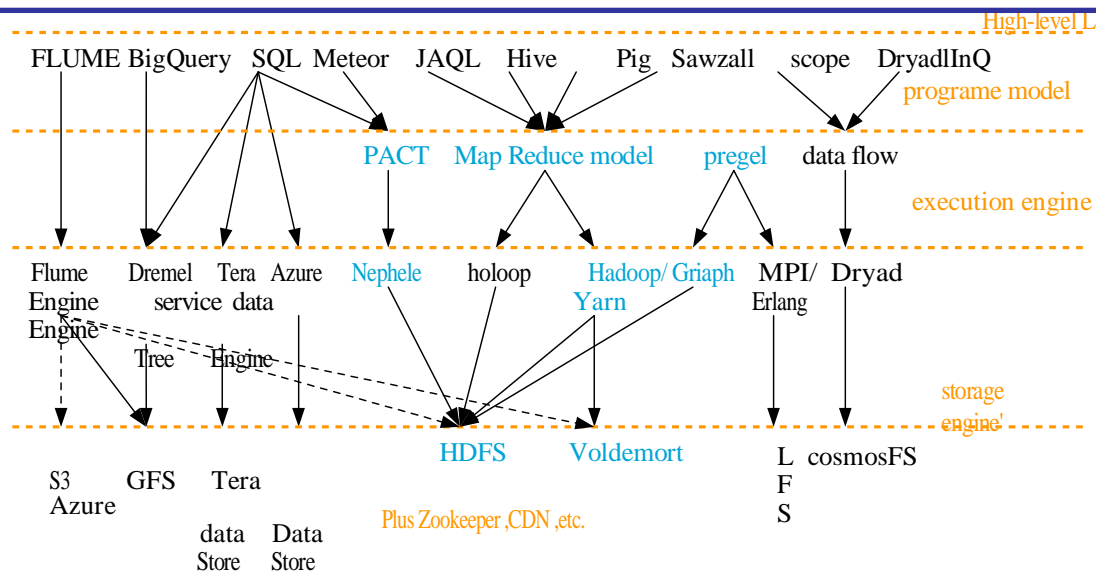 High-level L
FLUME BigQuery SQL Meteor JAQL Hive Pig Sawzall scope DryadlInQ
programe model
PACT Map Reduce model pregel data flow
execution engine
Flume Dremel Tera Azure Nephele holoop Hadoop/ Griaph MPI/ Dryad
Engine service data Yarn Erlang
Engine
Tree Engine
storage
engine'
HDFS Voldemort L cosmosFS
S3 GFS Tera F
Azure S
Plus Zookeeper ,CDN ,etc.
data Data
Store Store